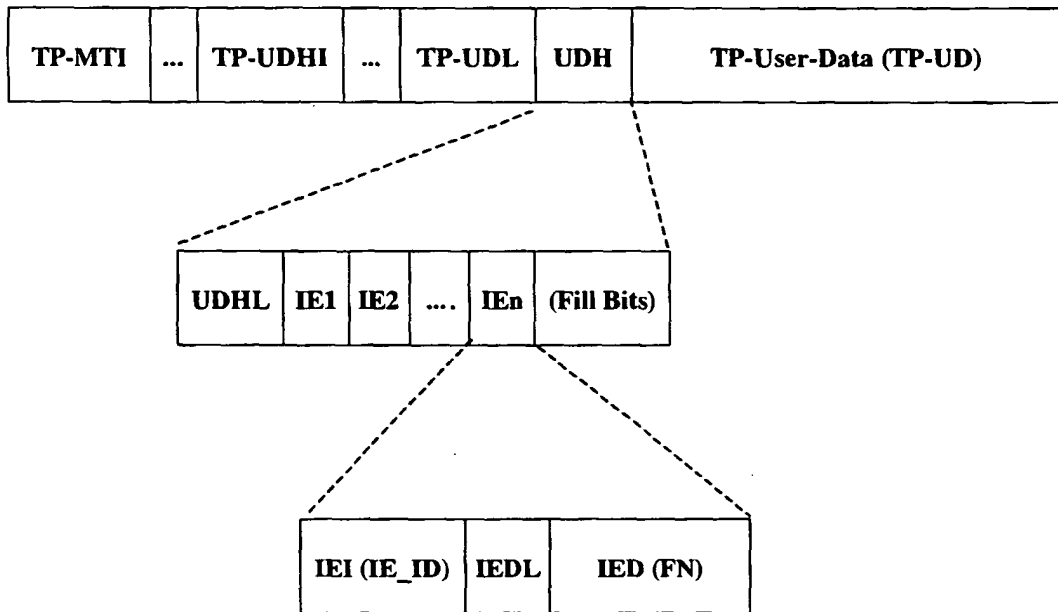 TP-MTI ... TP-UDHI ... TP-UDL UDH TP-User-Data (TP-UD)
UDHL IE1 IE2 .... IEn (Fill Bits)
IEI (IE_ID) IEDL IED (FN)